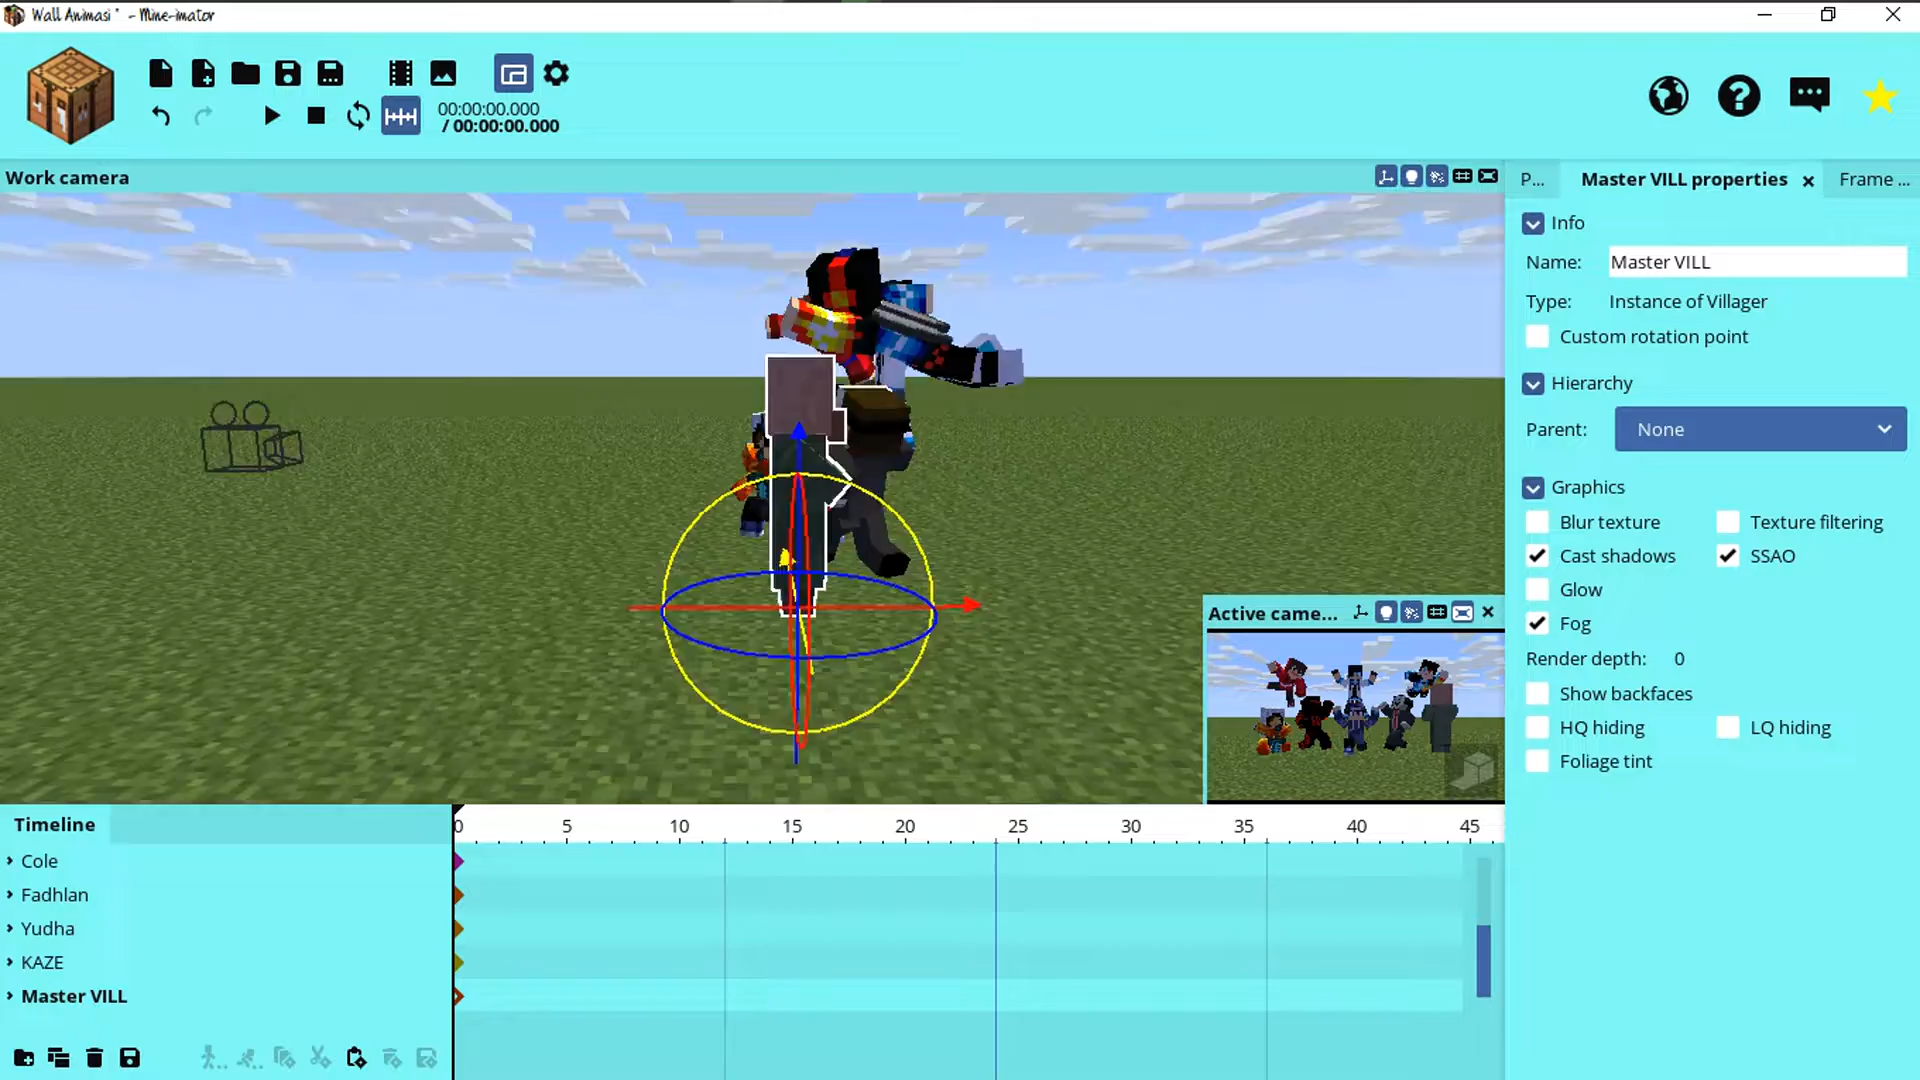 Wall Animasi* - Mine-imator
00:00:00.000
/ 00:00:00.000
Work camera
P...
Master VILL properties
Frame ...
Info
Name: Master VILL
Type: Instance of Villager
Custom rotation point
Hierarchy
Parent: None
Graphics
Blur texture
Texture filtering
Cast shadows
SSAO
Glow
Fog
Render depth: 0
Show backfaces
HQ hiding
LQ hiding
Foliage tint
Active came...
Timeline
0 5 10 15 20 25 30 35 40 45
Cole
Fadhlan
Yudha
KAZE
Master VILL